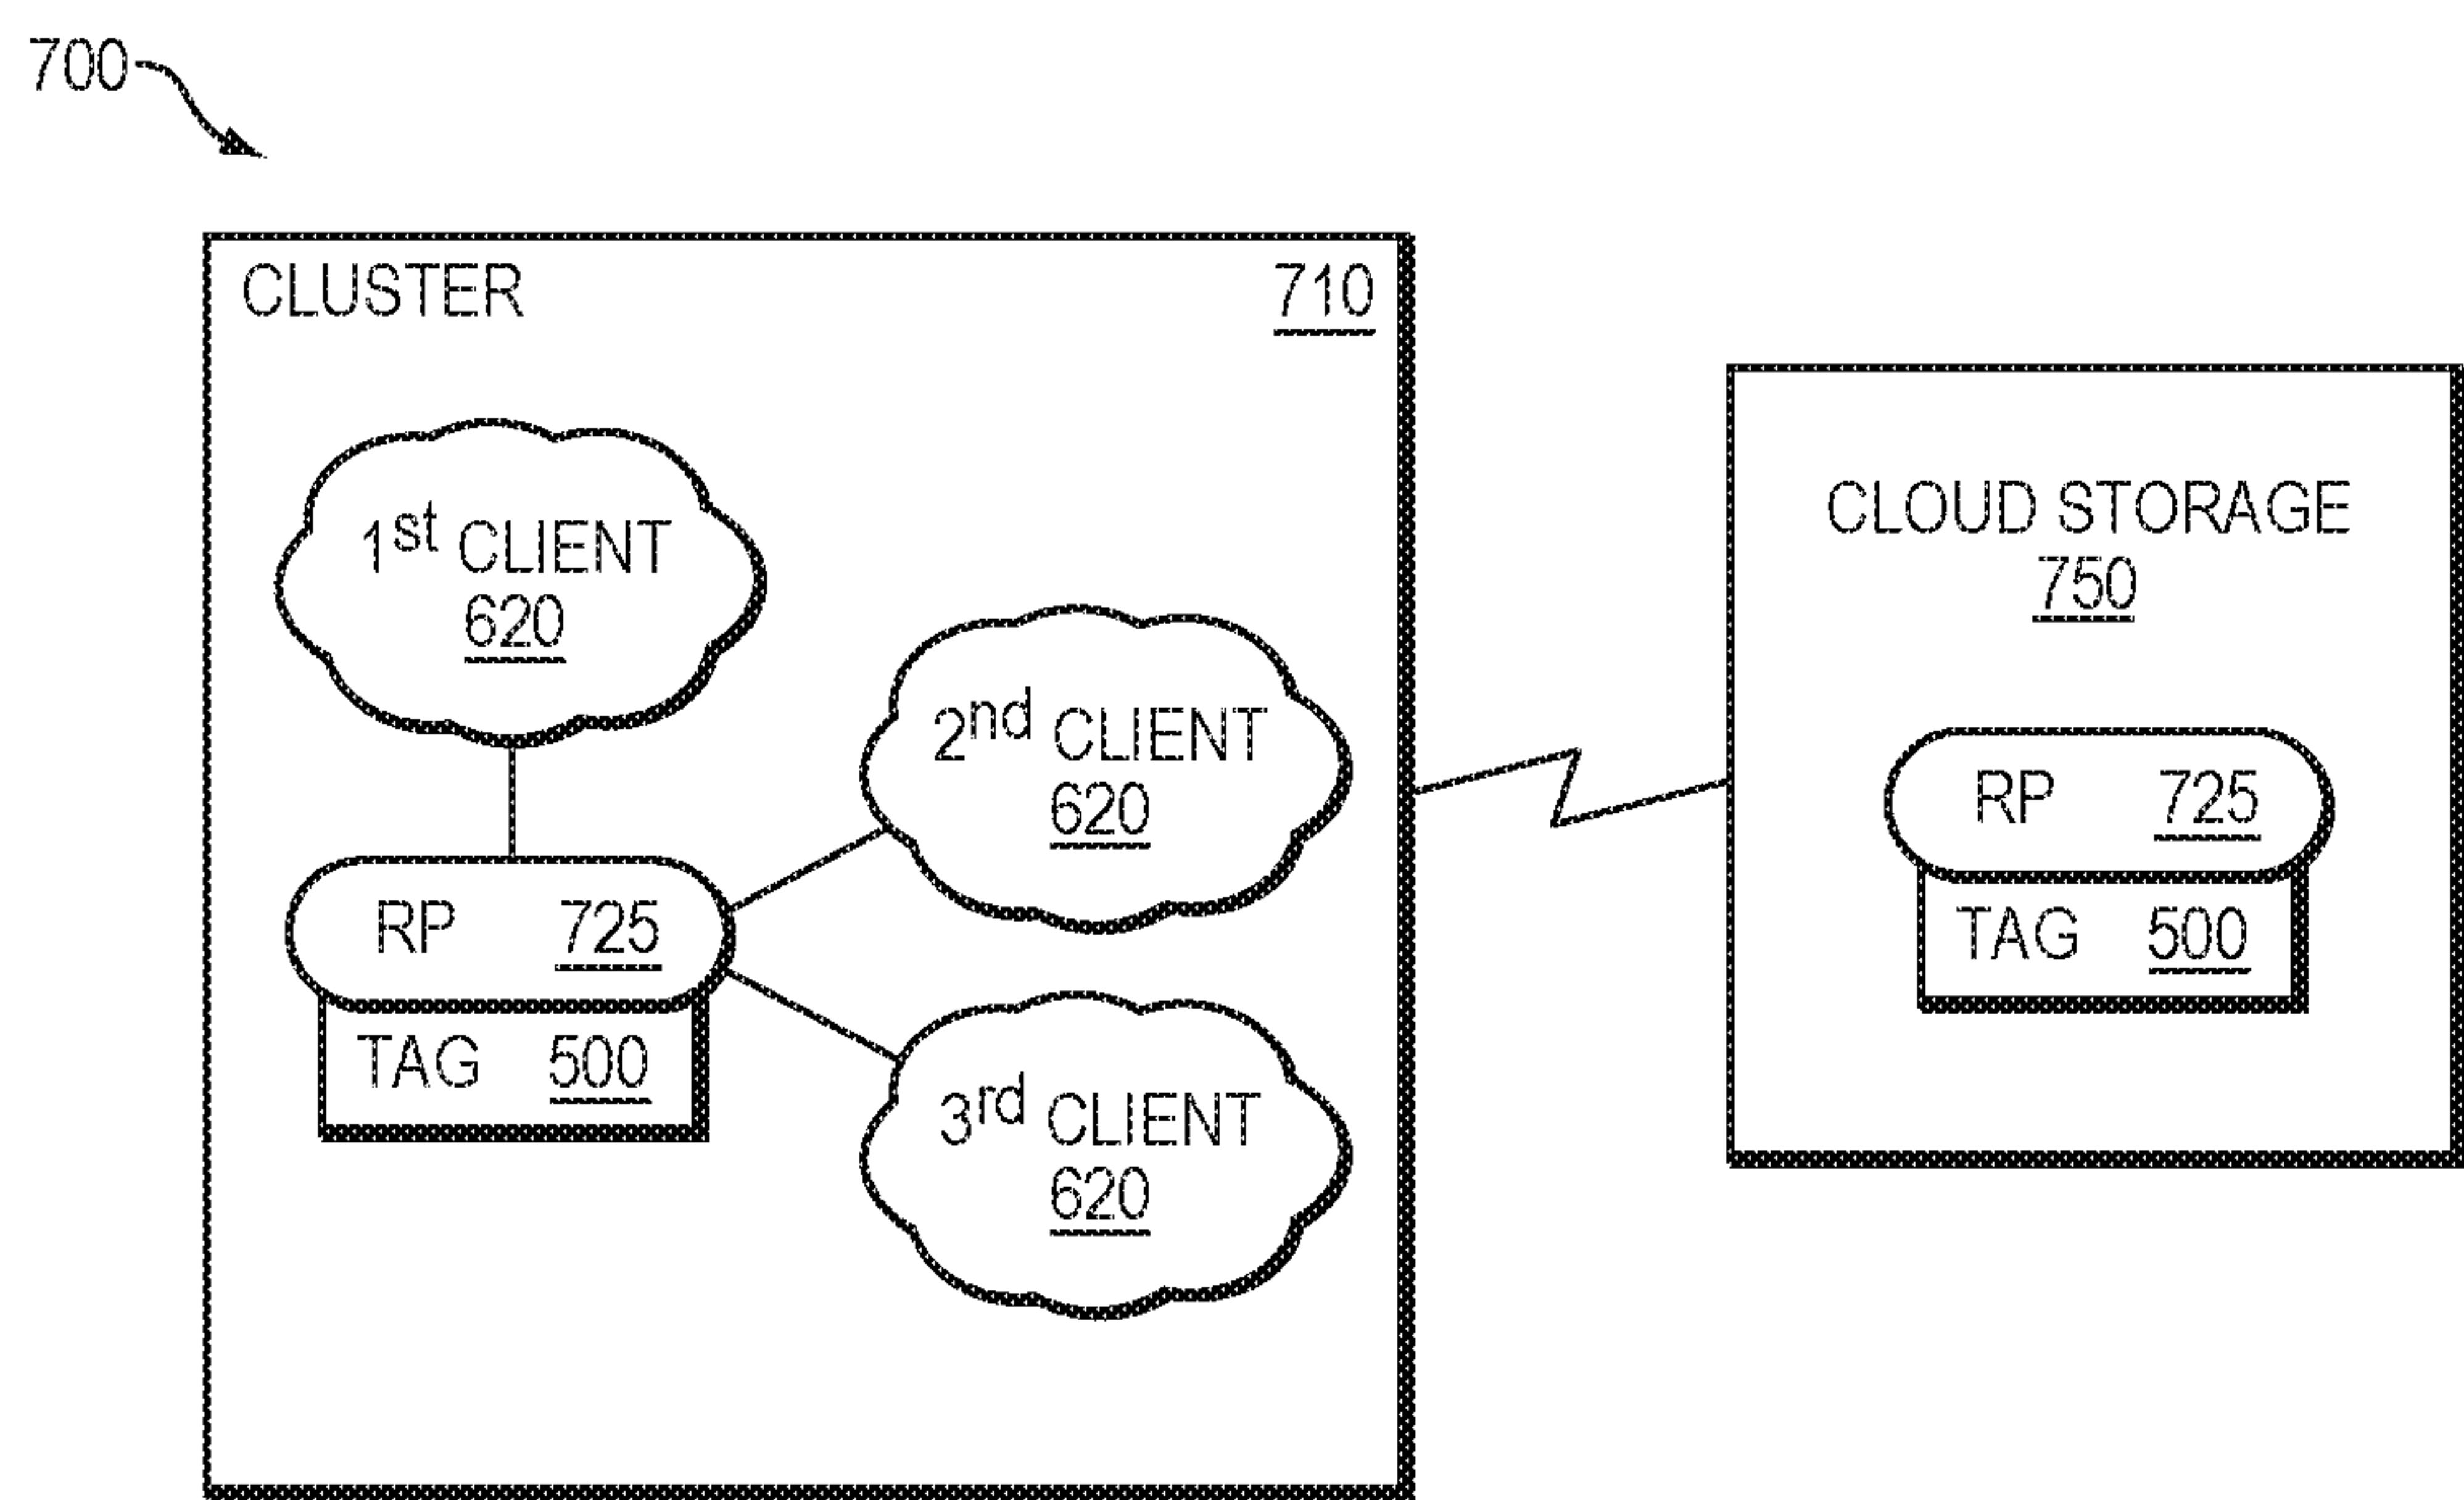 700
CLUSTER 710
1st CLIENT
620
2nd CLIENT
620
RP 725
TAG 500
3rd CLIENT
620
CLOUD STORAGE
750
RP 725
TAG 500